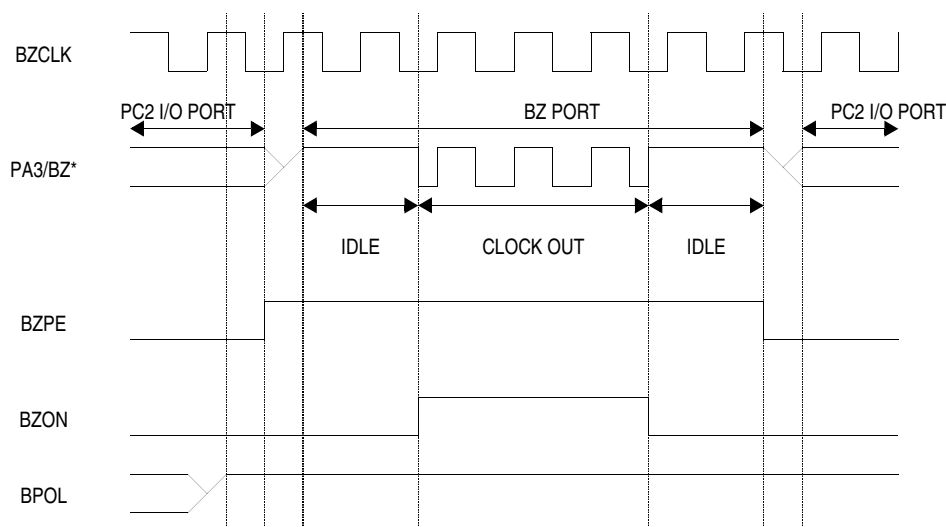 BZCLK
PC2 I/O PORT
BZ PORT
PC2 I/O PORT
PA3/BZ*
IDLE
CLOCK OUT
IDLE
BZPE
BZON
BPOL